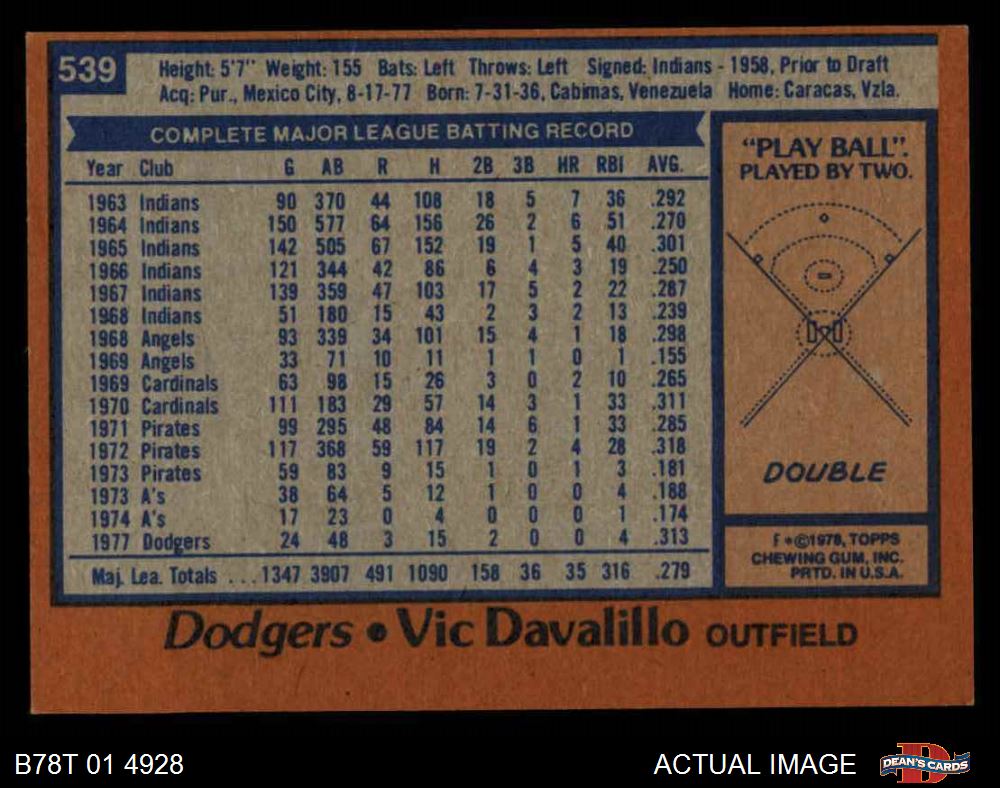 539
Height: 5'7" Weight: 155 Bats: Left Throws: Left Signed: Indians - 1958, Prior to Draft
Acq: Pur., Mexico City, 8-17-77 Born: 7-31-36, Cabimas, Venezuela Home: Caracas, Vzla.
COMPLETE MAJOR LEAGUE BATTING RECORD
Year Club G AB R H 2B 3B HR RBI AVG.
1963 Indians 90 370 44 108 18 5 7 36 .292
1964 Indians 150 577 64 156 26 2 6 51 .270
1965 Indians 142 505 67 152 19 1 5 40 .301
1966 Indians 121 344 42 86 6 4 3 19 .250
1967 Indians 139 359 47 103 17 5 2 22 .287
1968 Indians 51 180 15 43 2 3 2 13 .239
1968 Angels 93 339 34 101 15 4 1 18 .298
1969 Angels 33 71 10 11 1 1 0 1 .155
1969 Cardinals 63 98 15 26 3 0 2 10 .265
1970 Cardinals 111 183 29 57 14 3 1 33 .311
1971 Pirates 99 295 48 84 14 6 1 33 .285
1972 Pirates 117 368 59 117 19 2 4 28 .318
1973 Pirates 59 83 9 15 1 0 1 3 .181
1973 A's 38 64 5 12 1 0 0 4 .188
1974 A's 17 23 0 4 0 0 0 1 .174
1977 Dodgers 24 48 3 15 2 0 0 4 .313
Maj. Lea. Totals ... 1347 3907 491 1090 158 36 35 316 .279
"PLAY BALL".
PLAYED BY TWO.
DOUBLE
F *©1978, TOPPS
CHEWING GUM, INC.
PRTD. IN U.S.A.
Dodgers • Vic Davalillo OUTFIELD
B78T 01 4928
ACTUAL IMAGE
DEAN'S CARDS